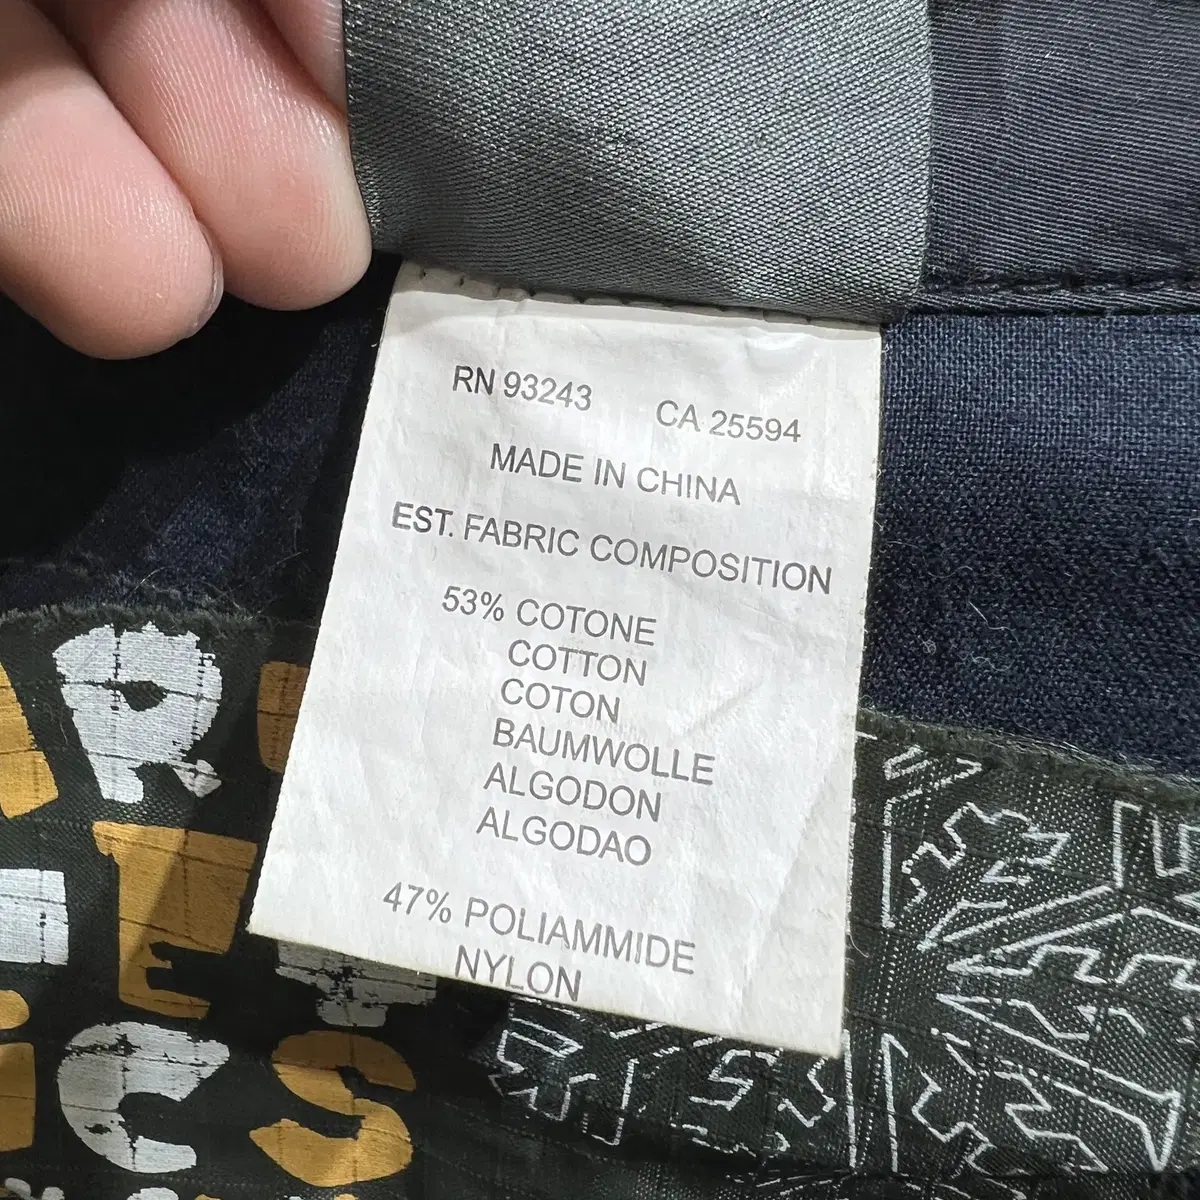 RN 93243 CA 25594
MADE IN CHINA
EST. FABRIC COMPOSITION
53% COTONE
COTTON
COTON
BAUMWOLLE
ALGODON
ALGODAO
47% POLIAMMIDE
NYLON